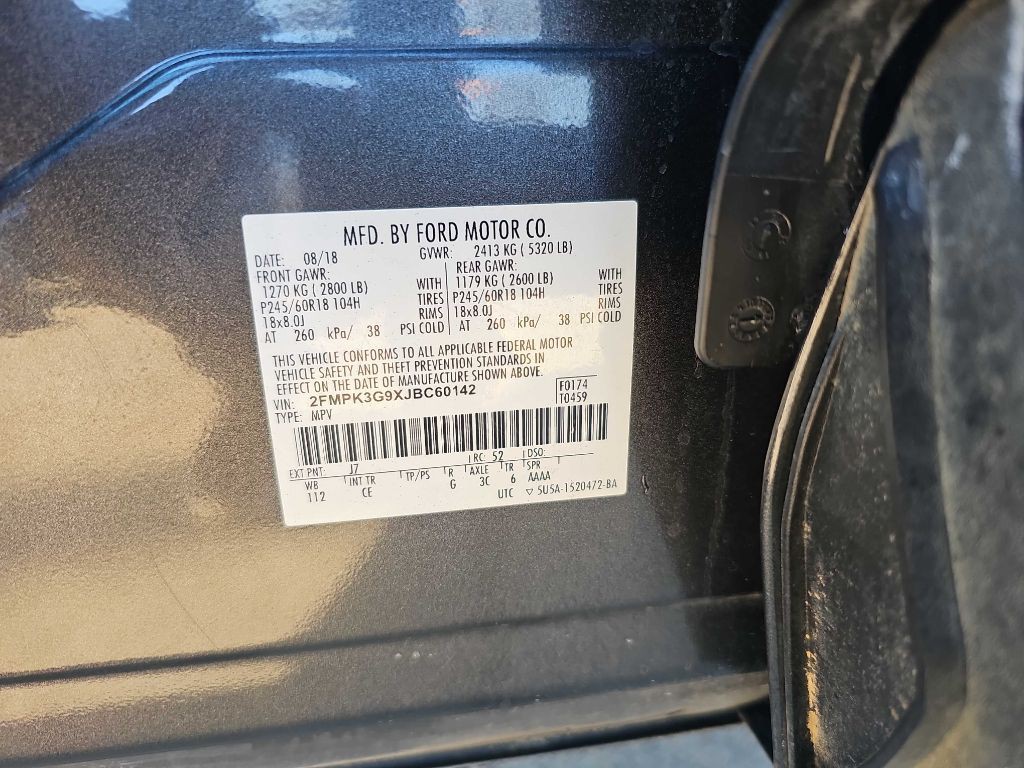 MFD. BY FORD MOTOR CO.
DATE: 08/18 GVWR: 2413 KG ( 5320 LB)
FRONT GAWR: REAR GAWR:
1270 KG ( 2800 LB) WITH 1179 KG ( 2600 LB) WITH
P245/60R18 104H TIRES P245/60R18 104H TIRES
18x8.0J RIMS 18x8.0J RIMS
AT 260 kPa/ 38 PSI COLD AT 260 kPa/ 38 PSI COLD
THIS VEHICLE CONFORMS TO ALL APPLICABLE FEDERAL MOTOR
VEHICLE SAFETY AND THEFT PREVENTION STANDARDS IN
EFFECT ON THE DATE OF MANUFACTURE SHOWN ABOVE.
VIN: 2FMPK3G9XJBC60142 F0174
TYPE: MPV T0459
EXT PNT: J7 RC: 52 DSO:
WB INT TR TP/PS R AXLE TR SPR
112 CE G 3C 6 AAAA
UTC ▽ 5U5A-1520472-BA